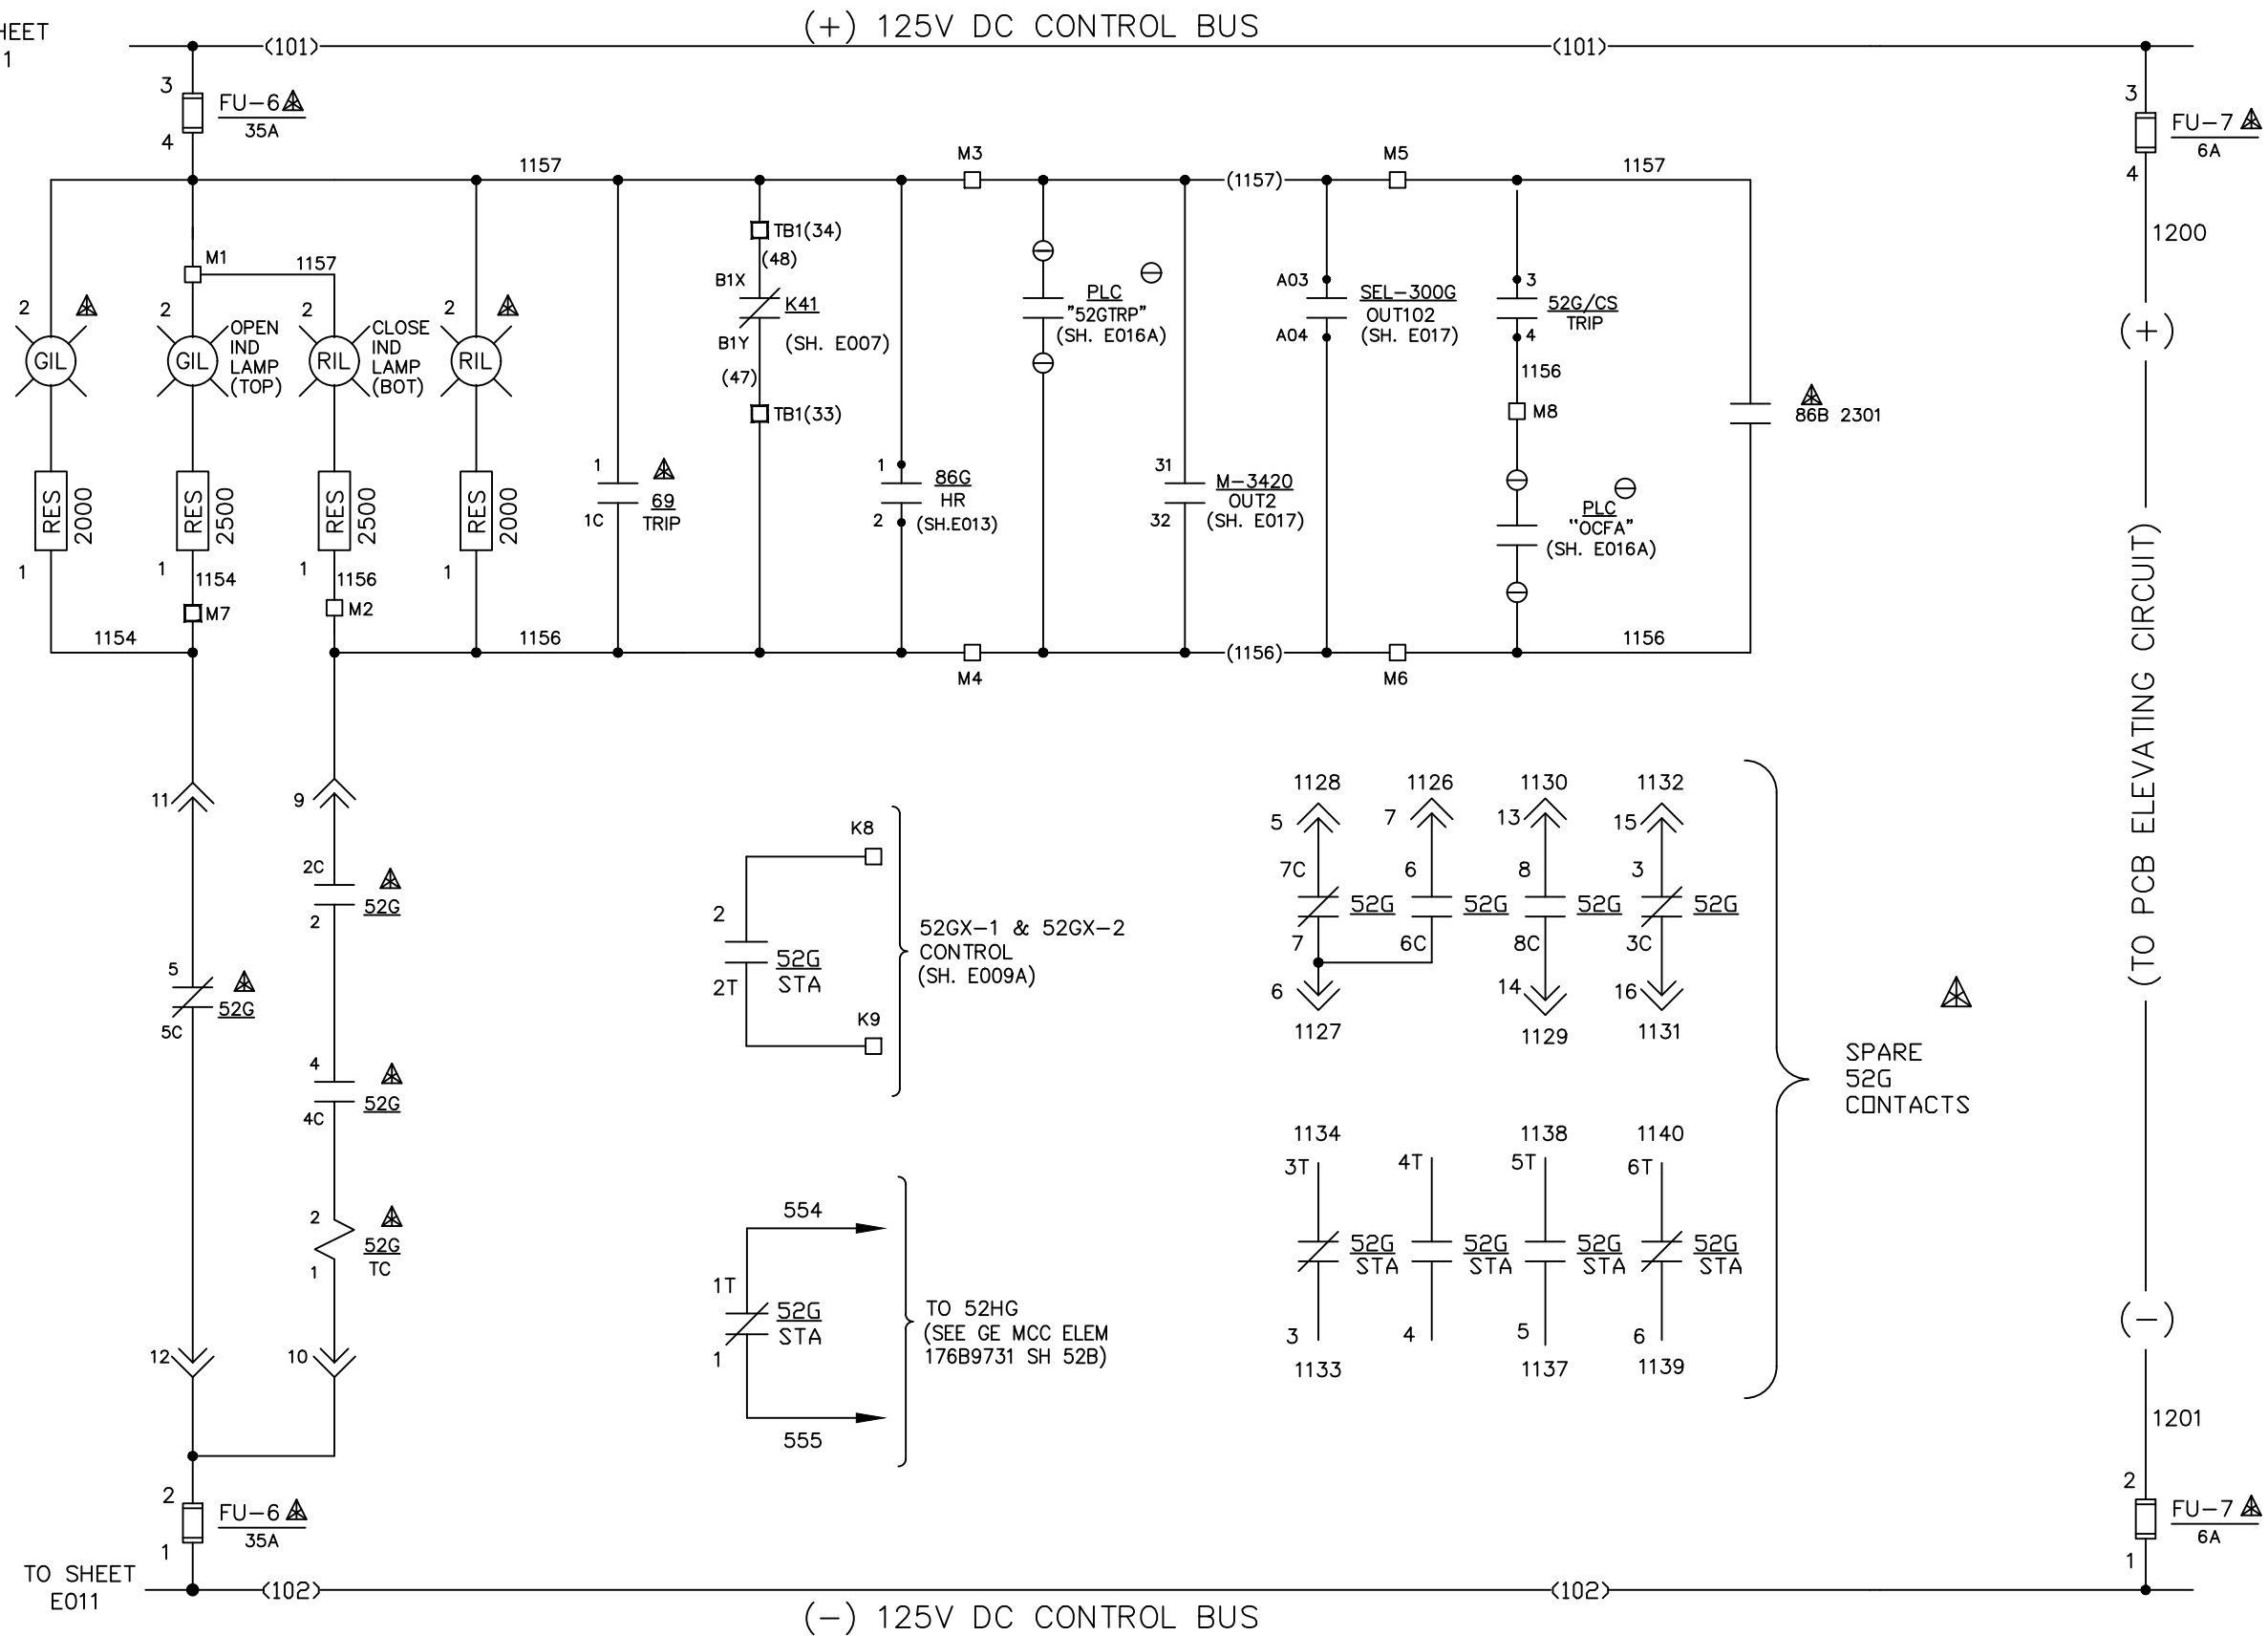 (+) 125V DC CONTROL BUS
HEET
1
(101)
(101)
3
FU-6
35A
4
3
FU-7
6A
4
1200
(+)
M3
M5
1157
(1157)
1157
M1
1157
TB1(34)
(48)
B1X
K41
(SH. E007)
B1Y
(47)
TB1(33)
PLC
"52GTRP"
(SH. E016A)
A03
SEL-300G
OUT102
(SH. E017)
A04
3
52G/CS
TRIP
4
1156
M8
86B 2301
2
GIL
2
GIL
OPEN
IND
LAMP
(TOP)
2
RIL
CLOSE
IND
LAMP
(BOT)
2
RIL
RES
2000
RES
2500
RES
2500
RES
2000
1
69
TRIP
1C
1
86G
HR
(SH.E013)
2
31
M-3420
OUT2
(SH. E017)
32
PLC
"OCFA"
(SH. E016A)
1
1
1154
M7
1
1156
M2
1
1154
1156
(1156)
1156
M4
M6
(TO PCB ELEVATING CIRCUIT)
11
9
2C
52G
2
5
52G
5C
4
52G
4C
2
52G
TC
1
12
10
K8
2
52G
STA
2T
K9
52GX-1 & 52GX-2
CONTROL
(SH. E009A)
554
1T
52G
STA
1
555
TO 52HG
(SEE GE MCC ELEM
176B9731 SH 52B)
1128
1126
1130
1132
5
7
13
15
7C
6
8
3
52G
52G
52G
52G
7
6C
8C
3C
6
14
16
1127
1129
1131
SPARE
52G
CONTACTS
1134
1138
1140
3T
4T
5T
6T
52G
STA
52G
STA
52G
STA
52G
STA
3
4
5
6
1133
1137
1139
(-)
1201
2
FU-6
35A
1
2
FU-7
6A
1
TO SHEET
E011
(102)
(102)
(-) 125V DC CONTROL BUS